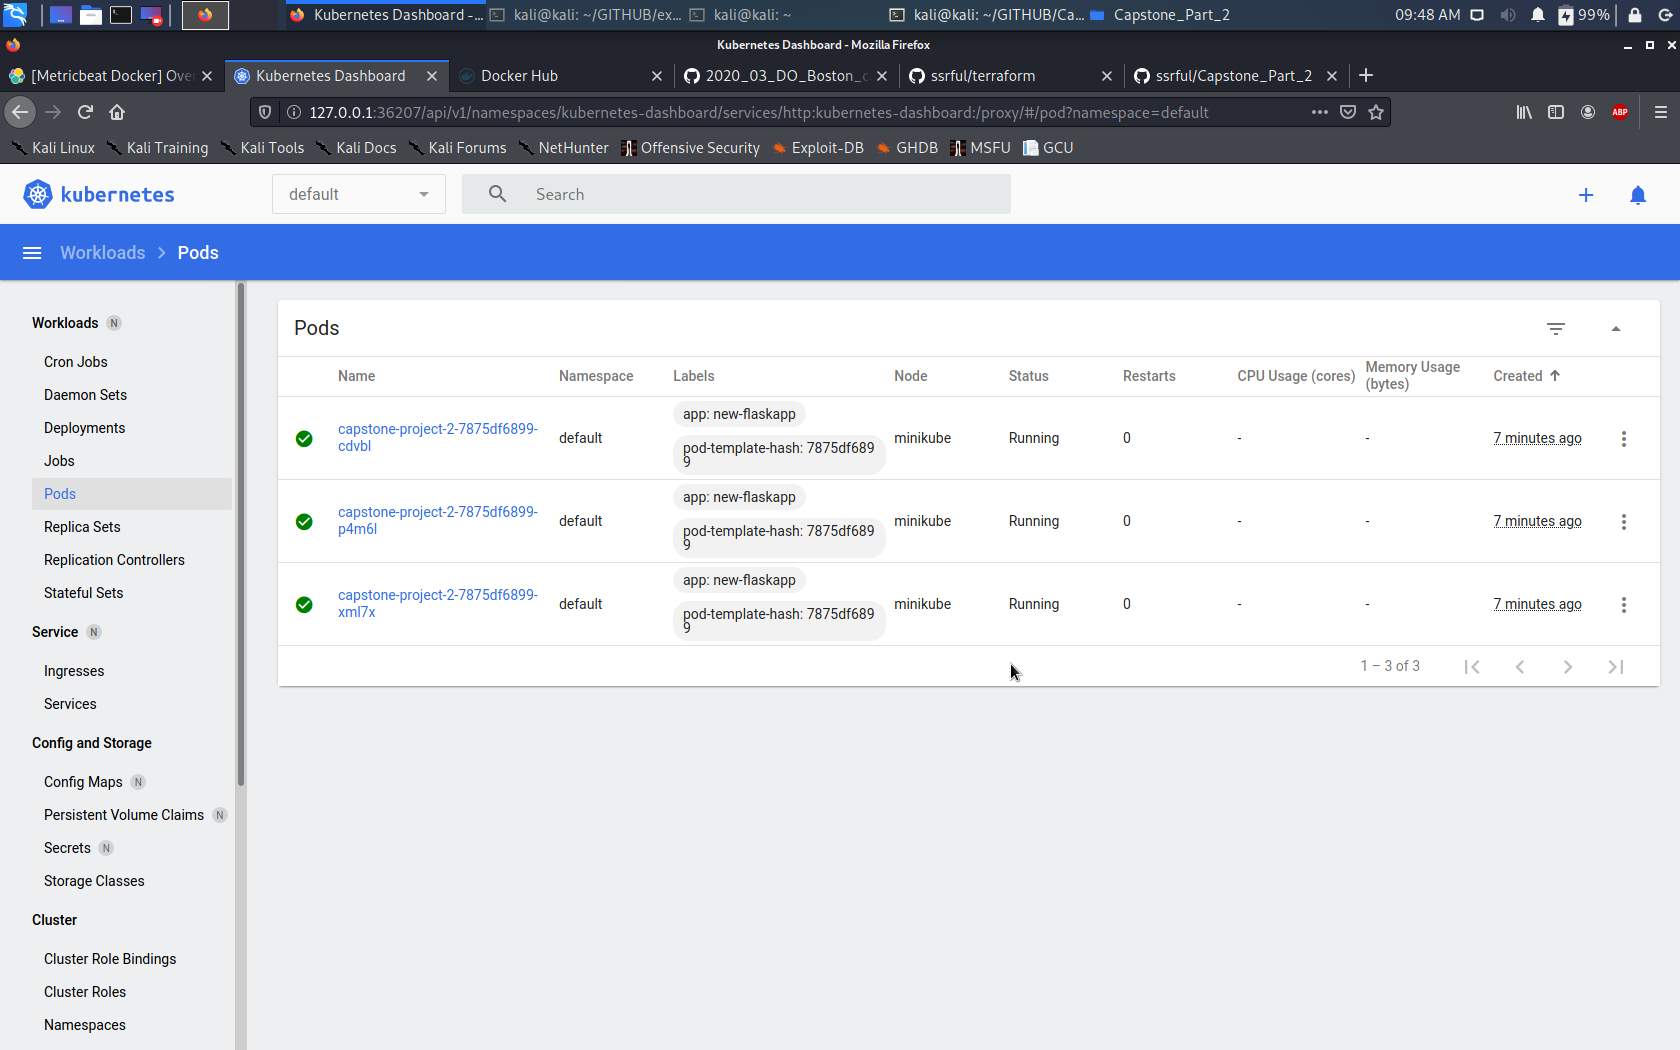 Kubernetes Dashboard -...
kali@kali: ~/GITHUB/ex...
kali@kali: ~
kali@kali: ~/GITHUB/Ca...
Capstone_Part_2
09:48 AM
99%
Kubernetes Dashboard - Mozilla Firefox
[Metricbeat Docker] Ove
Kubernetes Dashboard
Docker Hub
2020_03_DO_Boston_c
ssrful/terraform
ssrful/Capstone_Part_2
127.0.0.1:36207/api/v1/namespaces/kubernetes-dashboard/services/http:kubernetes-dashboard:/proxy/#/pod?namespace=default
ABP
Kali Linux
Kali Training
Kali Tools
Kali Docs
Kali Forums
NetHunter
Offensive Security
Exploit-DB
GHDB
MSFU
GCU
kubernetes
default
Search
Workloads > Pods
Workloads N
Cron Jobs
Daemon Sets
Deployments
Jobs
Pods
Replica Sets
Replication Controllers
Stateful Sets
Service N
Ingresses
Services
Config and Storage
Config Maps N
Persistent Volume Claims N
Secrets N
Storage Classes
Cluster
Cluster Role Bindings
Cluster Roles
Namespaces
Pods
Name
Namespace
Labels
Node
Status
Restarts
CPU Usage (cores)
Memory Usage
(bytes)
Created
capstone-project-2-7875df6899-
cdvbl
default
app: new-flaskapp
pod-template-hash: 7875df689
9
minikube
Running
0
-
-
7 minutes ago
capstone-project-2-7875df6899-
p4m6l
default
app: new-flaskapp
pod-template-hash: 7875df689
9
minikube
Running
0
-
-
7 minutes ago
capstone-project-2-7875df6899-
xml7x
default
app: new-flaskapp
pod-template-hash: 7875df689
9
minikube
Running
0
-
-
7 minutes ago
1 – 3 of 3